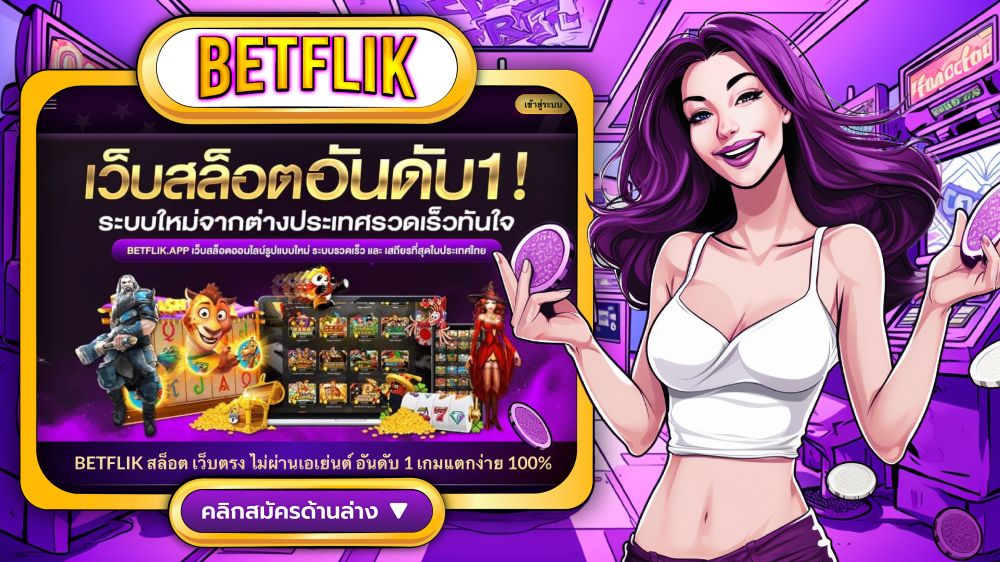 BETFLIK
เข้าสู่ระบบ
เว็บสล็อตอันดับ1!
ระบบใหม่จากต่างประเทศรวดเร็วทันใจ
BETFLIK.APP เว็บสล็อตออนไลน์รูปแบบใหม่ ระบบรวดเร็ว และ เสถียรที่สุดในประเทศไทย
BETFLIK สล็อต เว็บตรง ไม่ผ่านเอเย่นต์ อันดับ 1 เกมแตกง่าย 100%
คลิกสมัครด้านล่าง ▼